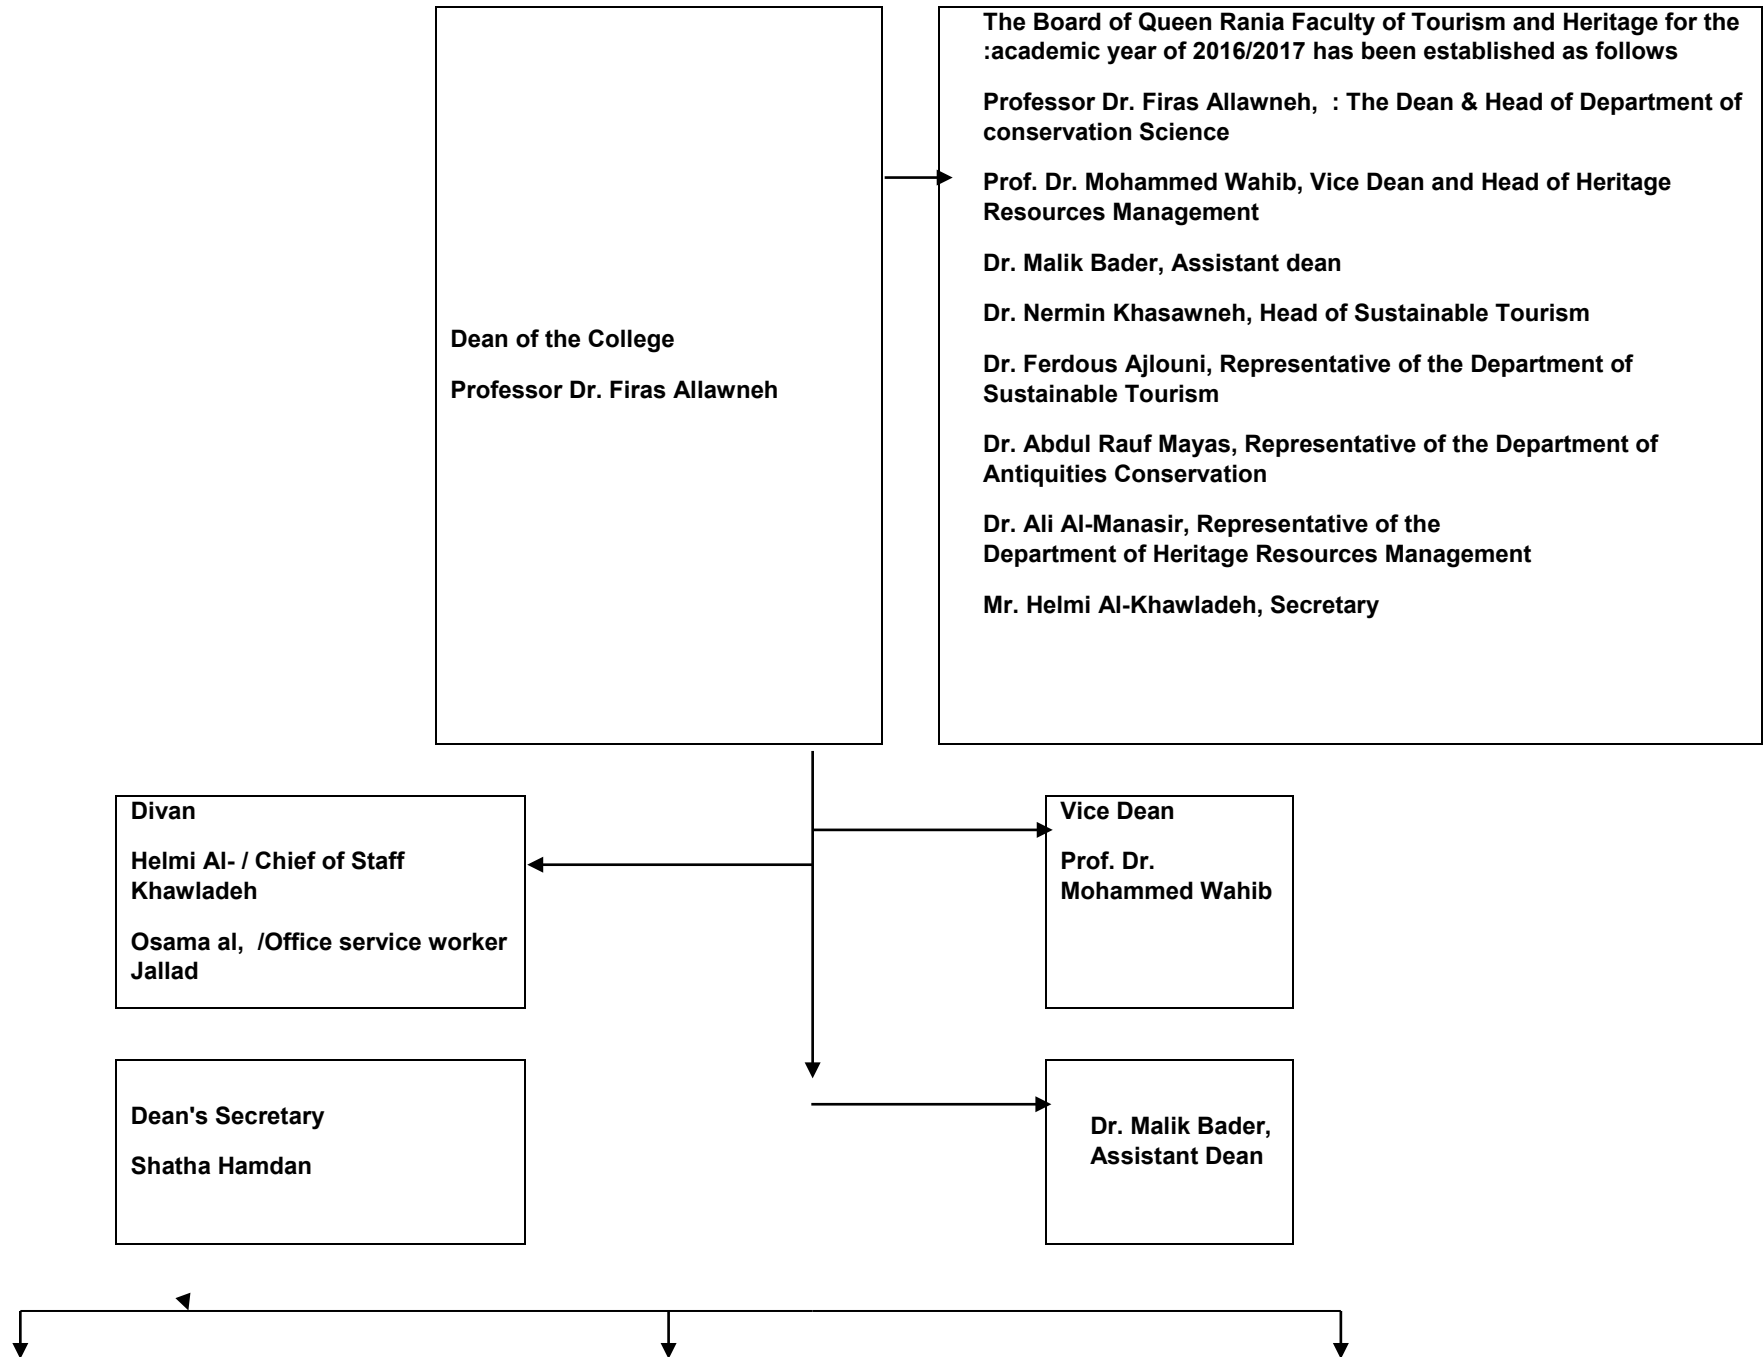 Dean of the College
Professor Dr. Firas Allawneh
The Board of Queen Rania Faculty of Tourism and Heritage for the
:academic year of 2016/2017 has been established as follows
Professor Dr. Firas Allawneh,  : The Dean & Head of Department of
conservation Science
Prof. Dr. Mohammed Wahib, Vice Dean and Head of Heritage
Resources Management
Dr. Malik Bader, Assistant dean
Dr. Nermin Khasawneh, Head of Sustainable Tourism
Dr. Ferdous Ajlouni, Representative of the Department of
Sustainable Tourism
Dr. Abdul Rauf Mayas, Representative of the Department of
Antiquities Conservation
Dr. Ali Al-Manasir, Representative of the
Department of Heritage Resources Management
Mr. Helmi Al-Khawladeh, Secretary
Divan
Helmi Al- / Chief of Staff
Khawladeh
Osama al,  /Office service worker
Jallad
Vice Dean
Prof. Dr.
Mohammed Wahib
Dean's Secretary
Shatha Hamdan
Dr. Malik Bader,
Assistant Dean